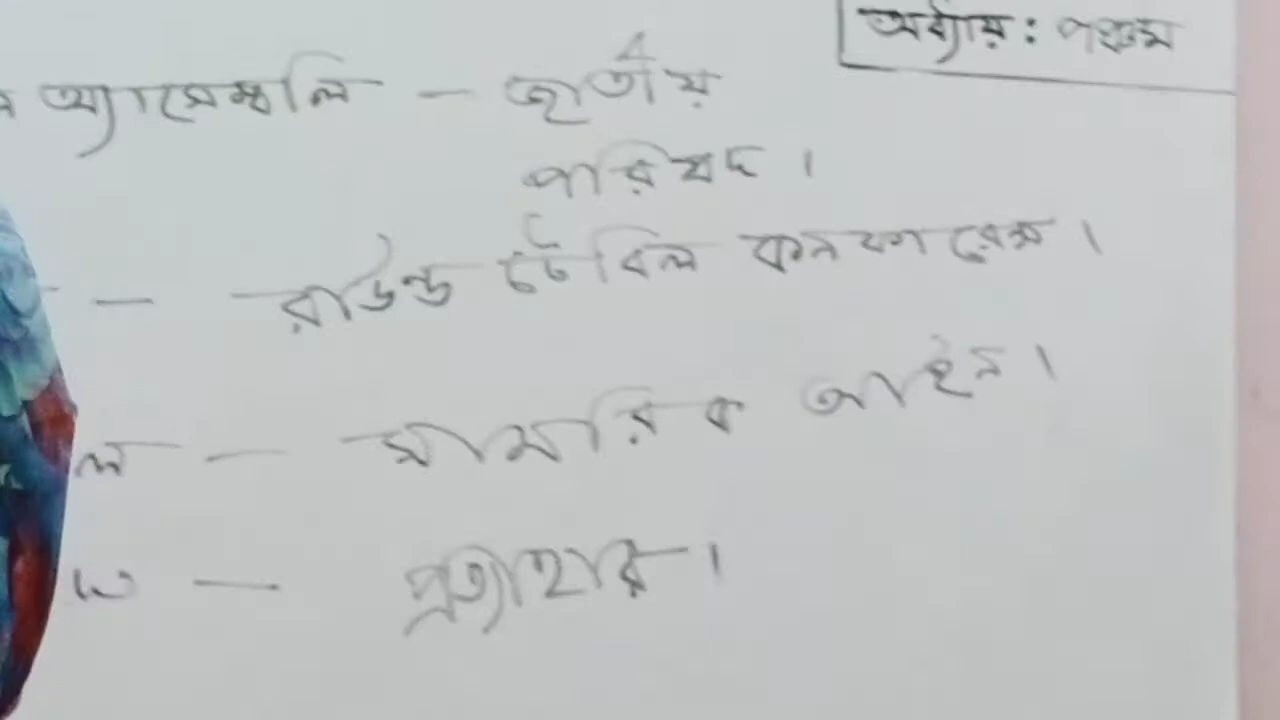 অধ্যায় : পঞ্চম
অ্যাসেম্বলি - জাতীয়
পরিষদ ।
- রাউন্ড টেবিল কনফারেন্স ।
ল - সামরিক আইন ।
- প্রত্যাহার ।